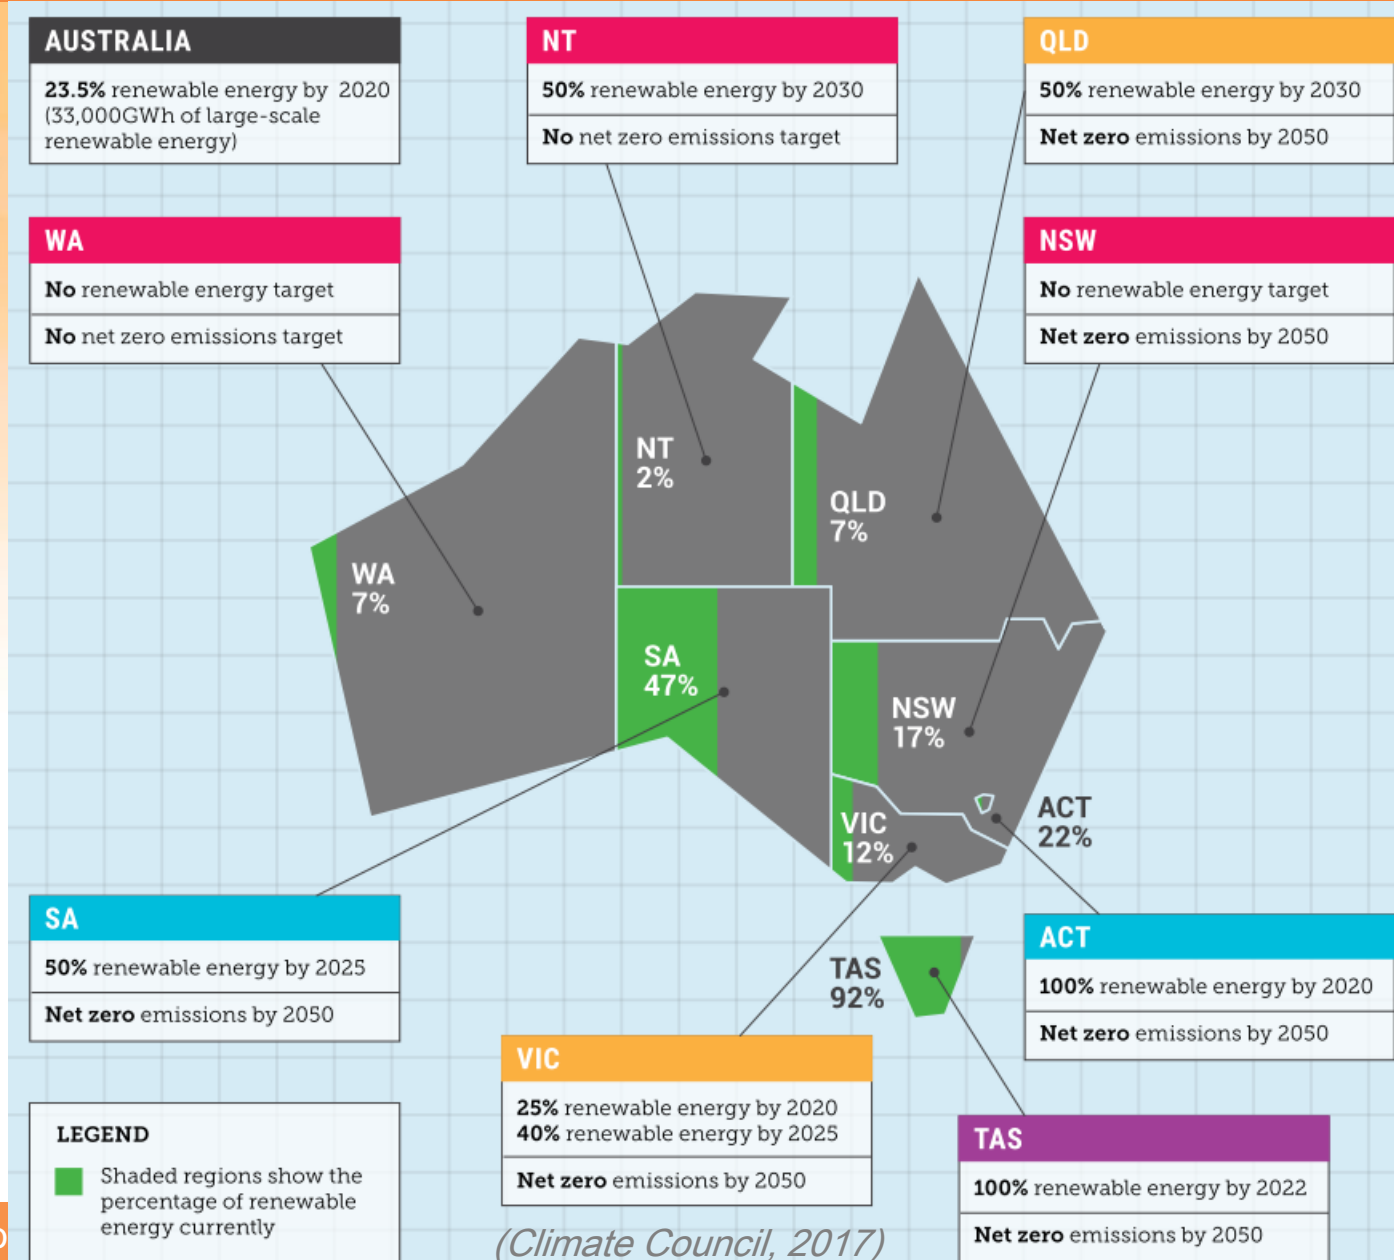 AUSTRALIA
23.5% renewable energy by 2020
(33,000GWh of large-scale
renewable energy)
NT
50% renewable energy by 2030
No net zero emissions target
QLD
50% renewable energy by 2030
Net zero emissions by 2050
WA
No renewable energy target
No net zero emissions target
NSW
No renewable energy target
Net zero emissions by 2050
NT
2%
QLD
7%
WA
7%
SA
47%
NSW
17%
VIC
12%
ACT
22%
TAS
92%
SA
50% renewable energy by 2025
Net zero emissions by 2050
ACT
100% renewable energy by 2020
Net zero emissions by 2050
VIC
25% renewable energy by 2020
40% renewable energy by 2025
Net zero emissions by 2050
TAS
100% renewable energy by 2022
Net zero emissions by 2050
LEGEND
Shaded regions show the
percentage of renewable
energy currently
(Climate Council, 2017)